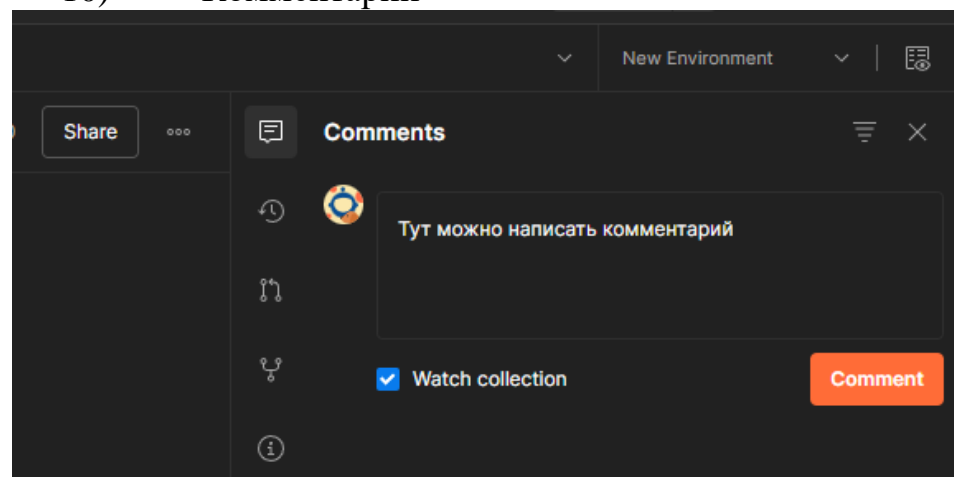 New Environment
Share
Comments
Тут можно написать комментарий
Watch collection
Comment